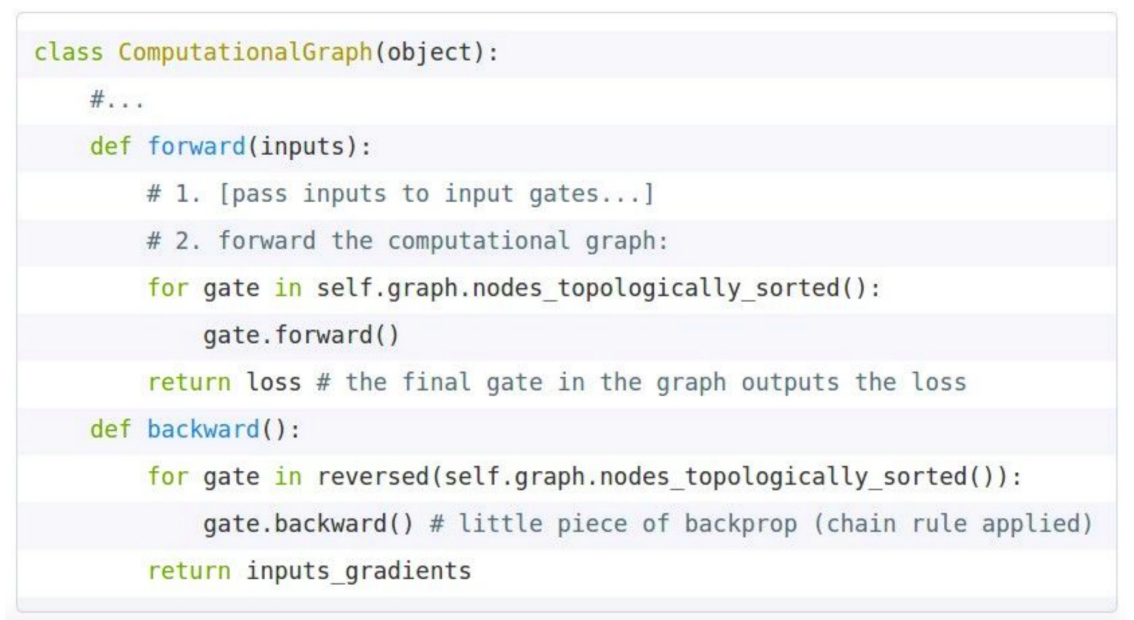 class ComputationalGraph(object):
    #...
    def forward(inputs):
        # 1. [pass inputs to input gates...]
        # 2. forward the computational graph:
        for gate in self.graph.nodes_topologically_sorted():
            gate.forward()
        return loss # the final gate in the graph outputs the loss
    def backward():
        for gate in reversed(self.graph.nodes_topologically_sorted()):
            gate.backward() # little piece of backprop (chain rule applied)
        return inputs_gradients